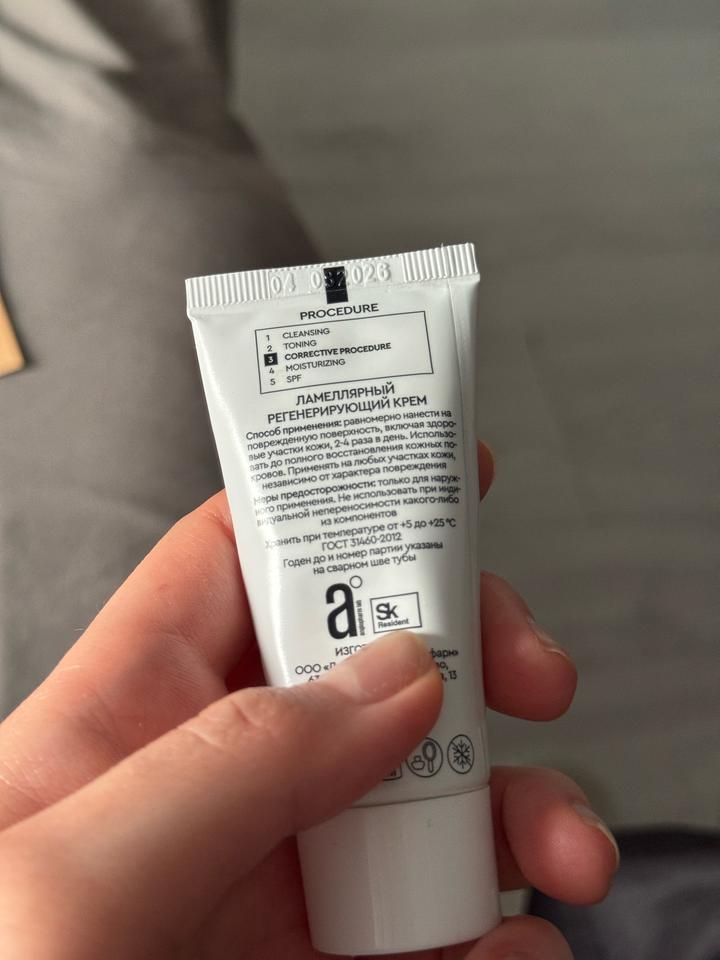 2026
PROCEDURE
1 CLEANSING
2 TONING
3 CORRECTIVE PROCEDURE
4 MOISTURIZING
5 SPF
ЛАМЕЛЛЯРНЫЙ
РЕГЕНЕРИРУЮЩИЙ КРЕМ
Способ применения: равномерно нанести на
поврежденную поверхность, включая здоро-
вые участки кожи, 2-4 раза в день. Использо-
вать до полного восстановления кожных по-
кровов. Применять на любых участках кожи,
независимо от характера повреждения
Меры предосторожности: только для наруж-
ного применения. Не использовать при инди-
видуальной непереносимости какого-либо
из компонентов
Хранить при температуре от +5 до +25 °C
ГОСТ 31460-2012
Годен до и номер партии указаны
на сварном шве тубы
a
angiopharm lab
Sk
Resident
ООО
13